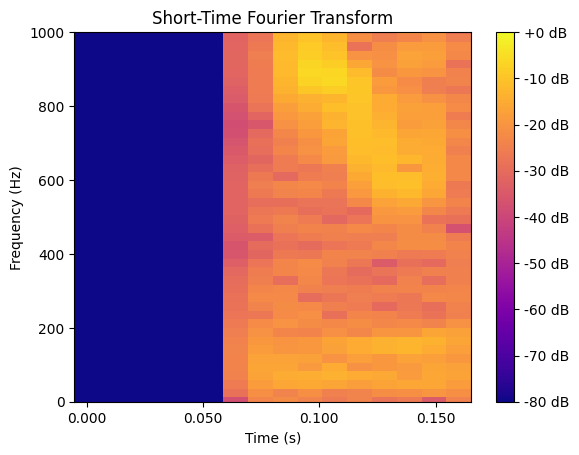 Short-Time Fourier Transform
1000
800
600
400
200
0
Frequency (Hz)
0.000
0.050
0.100
0.150
Time (s)
+0 dB
-10 dB
-20 dB
-30 dB
-40 dB
-50 dB
-60 dB
-70 dB
-80 dB